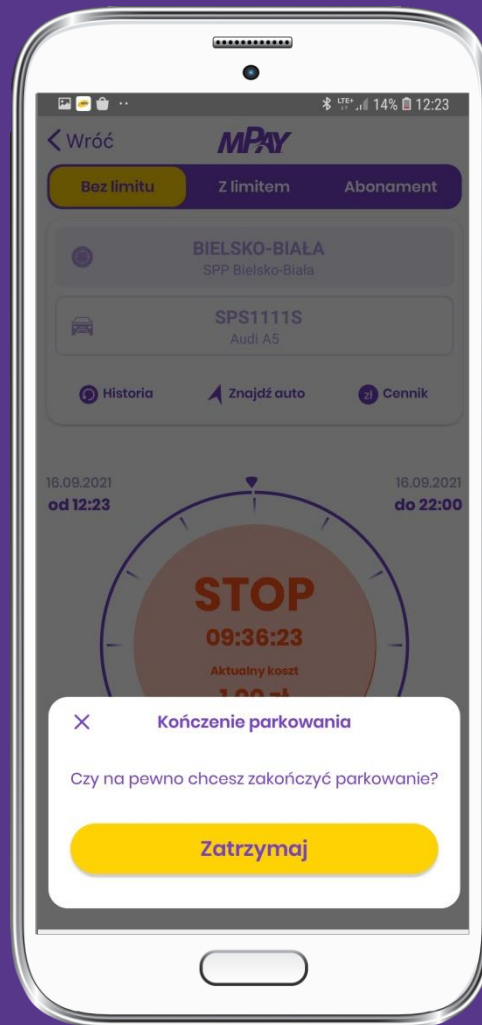 14% 12:23
Wróć
mPAY
Bez limitu Z limitem Abonament
BIELSKO-BIAŁA
SPP Bielsko-Biała
SPS1111S
Audi A5
Historia Znajdź auto zł Cennik
16.09.2021 16.09.2021
od 12:23 do 22:00
STOP
09:36:23
Aktualny koszt
Kończenie parkowania
Czy na pewno chcesz zakończyć parkowanie?
Zatrzymaj